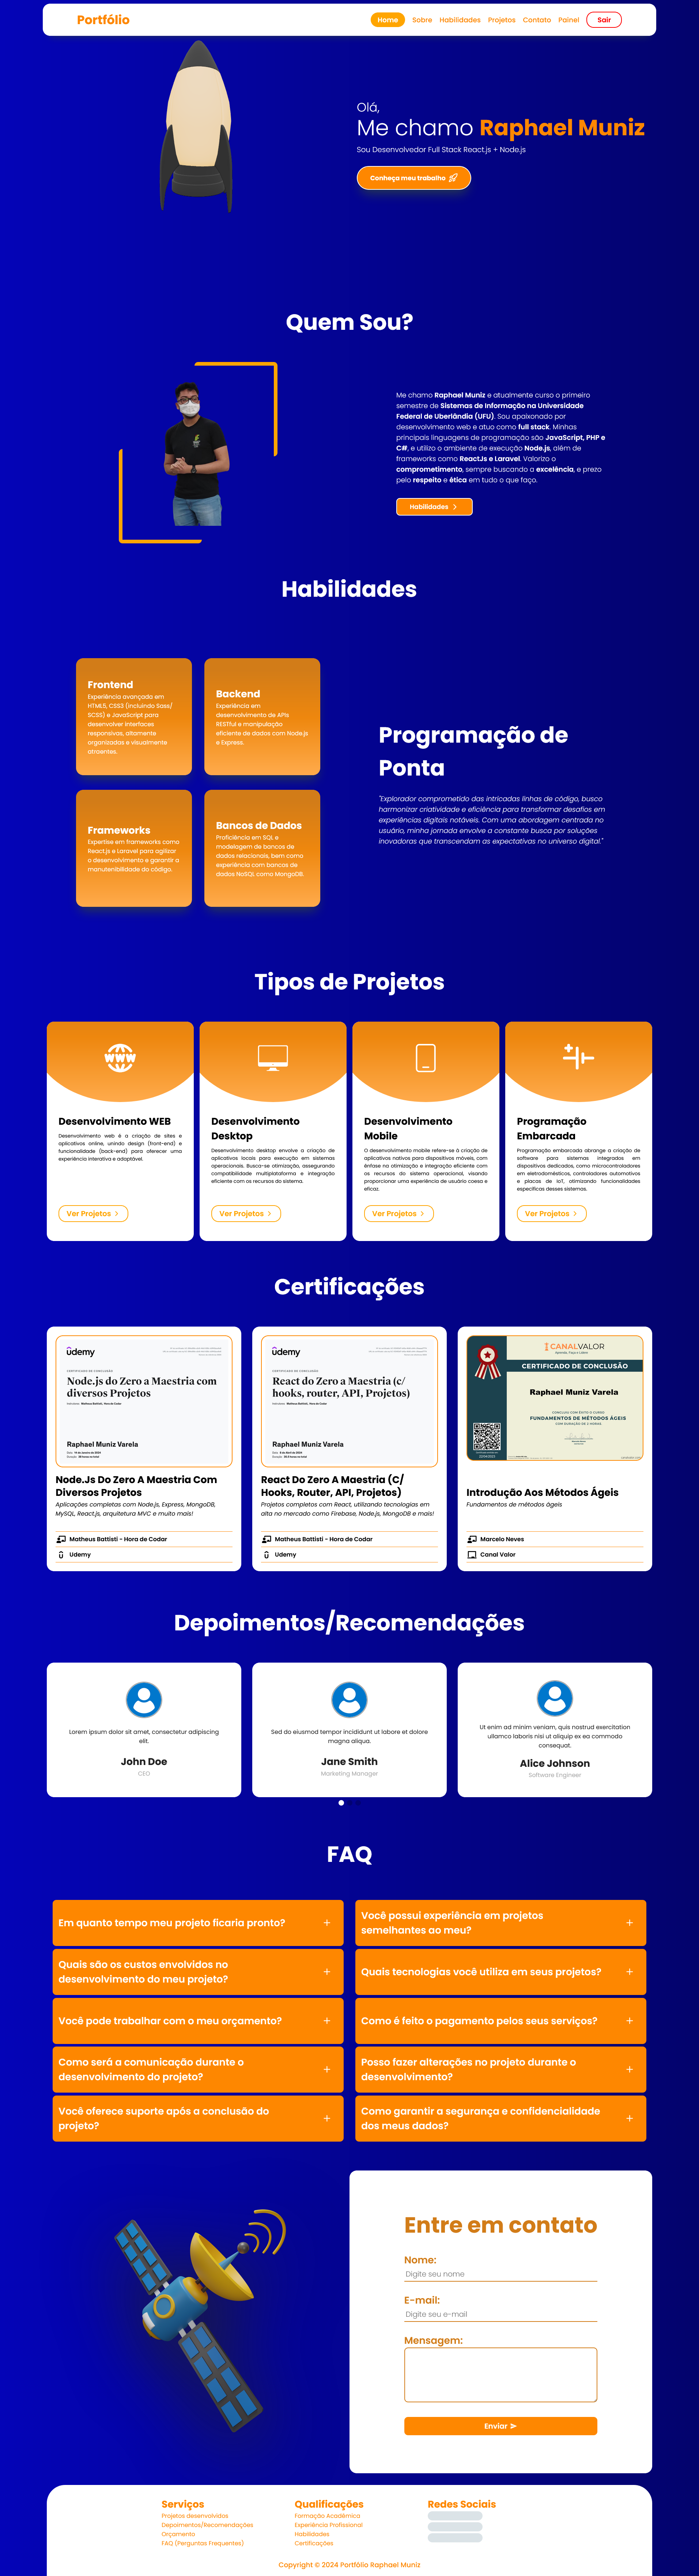 Portfólio
Home Sobre Habilidades Projetos Contato Painel Sair
Olá,
Me chamo Raphael Muniz
Sou Desenvolvedor Full Stack React.js + Node.js
Conheça meu trabalho
Quem Sou?
Me chamo Raphael Muniz e atualmente curso o primeiro
semestre de Sistemas de Informação na Universidade
Federal de Uberlândia (UFU). Sou apaixonado por
desenvolvimento web e atuo como full stack. Minhas
principais linguagens de programação são JavaScript, PHP e
C#, e utilizo o ambiente de execução Node.js, além de
frameworks como ReactJs e Laravel. Valorizo o
comprometimento, sempre buscando a excelência, e prezo
pelo respeito e ética em tudo o que faço.
Habilidades
Habilidades
Frontend
Experiência avançada em
HTML5, CSS3 (incluindo Sass/
SCSS) e JavaScript para
desenvolver interfaces
responsivas, altamente
organizadas e visualmente
atraentes.
Backend
Experiência em
desenvolvimento de APIs
RESTful e manipulação
eficiente de dados com Node.js
e Express.
Frameworks
Expertise em frameworks como
React.js e Laravel para agilizar
o desenvolvimento e garantir a
manutenibilidade do código.
Bancos de Dados
Proficiência em SQL e
modelagem de bancos de
dados relacionais, bem como
experiência com bancos de
dados NoSQL como MongoDB.
Programação de
Ponta
"Explorador comprometido das intricadas linhas de código, busco
harmonizar criatividade e eficiência para transformar desafios em
experiências digitais notáveis. Com uma abordagem centrada no
usuário, minha jornada envolve a constante busca por soluções
inovadoras que transcendam as expectativas no universo digital."
Tipos de Projetos
Desenvolvimento WEB
Desenvolvimento web é a criação de sites e
aplicativos online, unindo design (front-end) e
funcionalidade (back-end) para oferecer uma
experiência interativa e adaptável.
Ver Projetos
Desenvolvimento
Desktop
Desenvolvimento desktop envolve a criação de
aplicativos locais para execução em sistemas
operacionais. Busca-se otimização, assegurando
compatibilidade multiplataforma e integração
eficiente com os recursos do sistema.
Ver Projetos
Desenvolvimento
Mobile
O desenvolvimento mobile refere-se à criação de
aplicativos nativos para dispositivos móveis, com
ênfase na otimização e integração eficiente com
os recursos do sistema operacional, visando
proporcionar uma experiência de usuário coesa e
eficaz.
Ver Projetos
Programação
Embarcada
Programação embarcada abrange a criação de
software para sistemas integrados em
dispositivos dedicados, como microcontroladores
em eletrodomésticos, controladores automotivos
e placas de IoT, otimizando funcionalidades
específicas desses sistemas.
Ver Projetos
Certificações
ûdemy
CERTIFICADO DE CONCLUSÃO
Node.js do Zero a Maestria com
diversos Projetos
Raphael Muniz Varela
Node.Js Do Zero A Maestria Com
Diversos Projetos
Aplicações completas com Node.js, Express, MongoDB,
MySQL, React.js, arquitetura MVC e muito mais!
Matheus Battisti - Hora de Codar
Udemy
ûdemy
CERTIFICADO DE CONCLUSÃO
React do Zero a Maestria (c/
hooks, router, API, Projetos)
Raphael Muniz Varela
React Do Zero A Maestria (C/
Hooks, Router, API, Projetos)
Projetos completos com React, utilizando tecnologias em
alta no mercado como Firebase, Node.js, MongoDB e mais!
Matheus Battisti - Hora de Codar
Udemy
CANALVALOR
CERTIFICADO DE CONCLUSÃO
Raphael Muniz Varela
CONCLUIU COM ÊXITO O CURSO
FUNDAMENTOS DE MÉTODOS ÁGEIS
COM DURAÇÃO DE 2 HORAS.
Introdução Aos Métodos Ágeis
Fundamentos de métodos ágeis
Marcelo Neves
Canal Valor
Depoimentos/Recomendações
Lorem ipsum dolor sit amet, consectetur adipiscing
elit.
John Doe
CEO
Sed do eiusmod tempor incididunt ut labore et dolore
magna aliqua.
Jane Smith
Marketing Manager
Ut enim ad minim veniam, quis nostrud exercitation
ullamco laboris nisi ut aliquip ex ea commodo
consequat.
Alice Johnson
Software Engineer
FAQ
Em quanto tempo meu projeto ficaria pronto?
Você possui experiência em projetos
semelhantes ao meu?
Quais são os custos envolvidos no
desenvolvimento do meu projeto?
Quais tecnologias você utiliza em seus projetos?
Você pode trabalhar com o meu orçamento?
Como é feito o pagamento pelos seus serviços?
Como será a comunicação durante o
desenvolvimento do projeto?
Posso fazer alterações no projeto durante o
desenvolvimento?
Você oferece suporte após a conclusão do
projeto?
Como garantir a segurança e confidencialidade
dos meus dados?
Entre em contato
Nome:
Digite seu nome
E-mail:
Digite seu e-mail
Mensagem:
Enviar
Serviços
Projetos desenvolvidos
Depoimentos/Recomendações
Orçamento
FAQ (Perguntas Frequentes)
Qualificações
Formação Acadêmica
Experiência Profissional
Habilidades
Certificações
Redes Sociais
Copyright © 2024 Portfólio Raphael Muniz